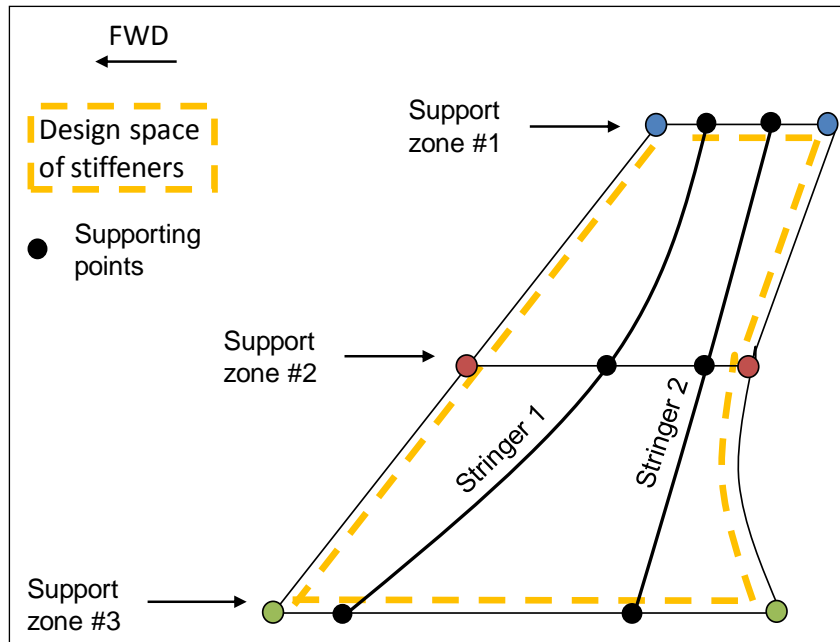 FWD
Design space
of stiffeners
Supporting
points
Support
zone #1
Support
zone #2
Stringer 1
Stringer 2
Support
zone #3